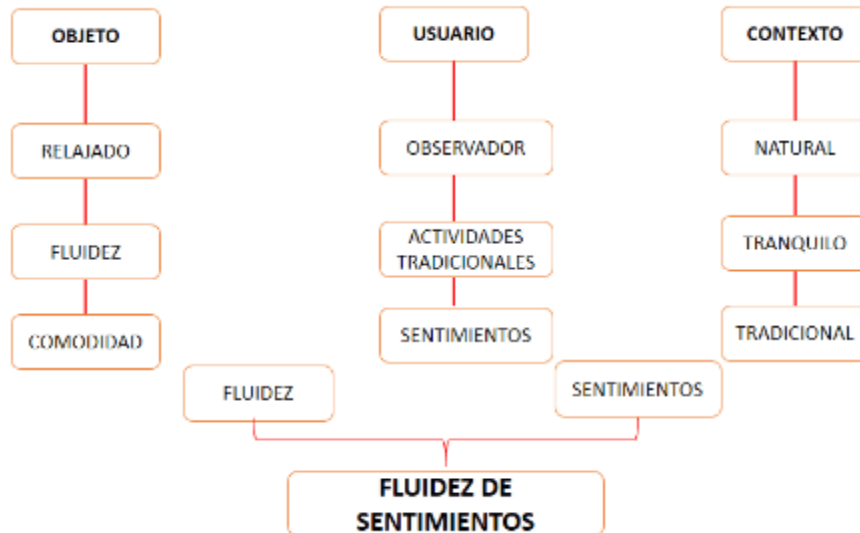 OBJETO
USUARIO
CONTEXTO
RELAJADO
OBSERVADOR
NATURAL
FLUIDEZ
ACTIVIDADES
TRADICIONALES
TRANQUILO
COMODIDAD
SENTIMIENTOS
TRADICIONAL
FLUIDEZ
SENTIMIENTOS
FLUIDEZ DE
SENTIMIENTOS